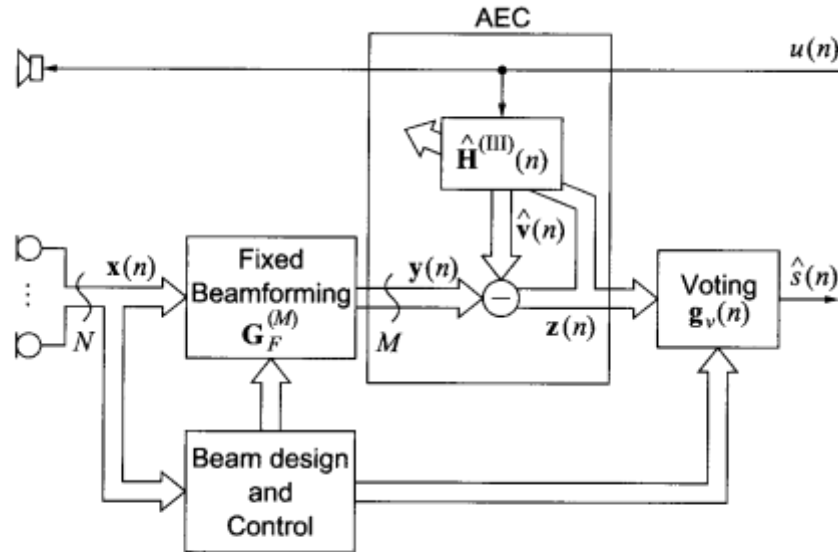 AEC
u(n)
Ĥ^(III)(n)
v̂(n)
x(n)
N
Fixed
Beamforming
G_F^(M)
y(n)
M
−
z(n)
Voting
g_v(n)
ŝ(n)
Beam design
and
Control